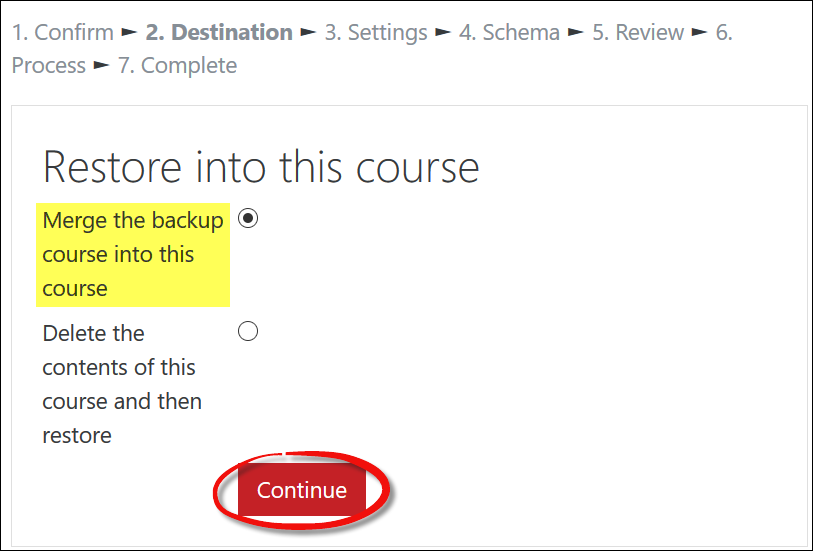 1. Confirm ► 2. Destination ► 3. Settings ► 4. Schema ► 5. Review ► 6.
Process ► 7. Complete
Restore into this course
Merge the backup
course into this
course
Delete the
contents of this
course and then
restore
Continue